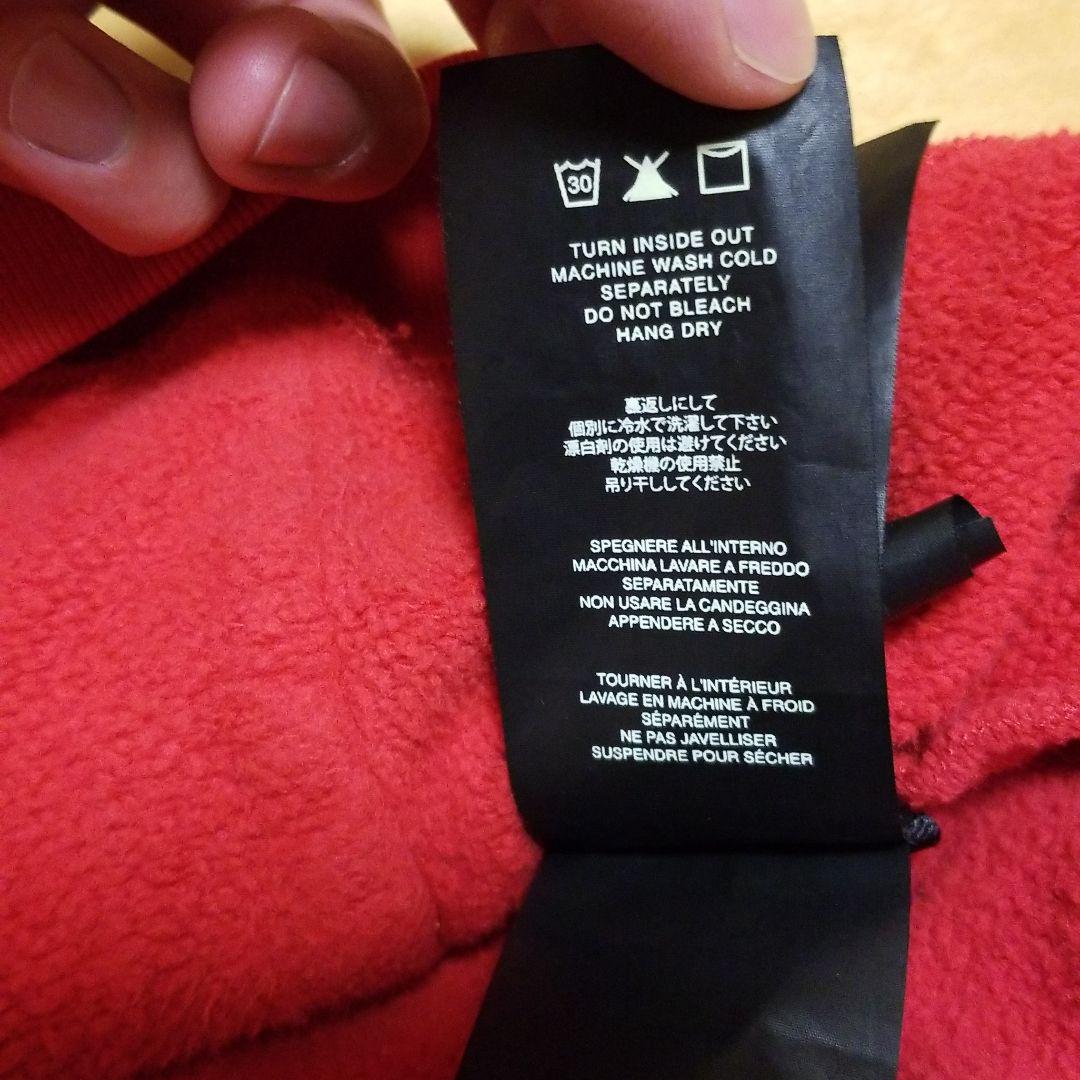 30
TURN INSIDE OUT
MACHINE WASH COLD
SEPARATELY
DO NOT BLEACH
HANG DRY
裏返しにして
個別に冷水で洗濯して下さい
漂白剤の使用は避けてください
乾燥機の使用禁止
吊り干ししてください
SPEGNERE ALL'INTERNO
MACCHINA LAVARE A FREDDO
SEPARATAMENTE
NON USARE LA CANDEGGINA
APPENDERE A SECCO
TOURNER À L'INTÉRIEUR
LAVAGE EN MACHINE À FROID
SÉPARÉMENT
NE PAS JAVELLISER
SUSPENDRE POUR SÉCHER